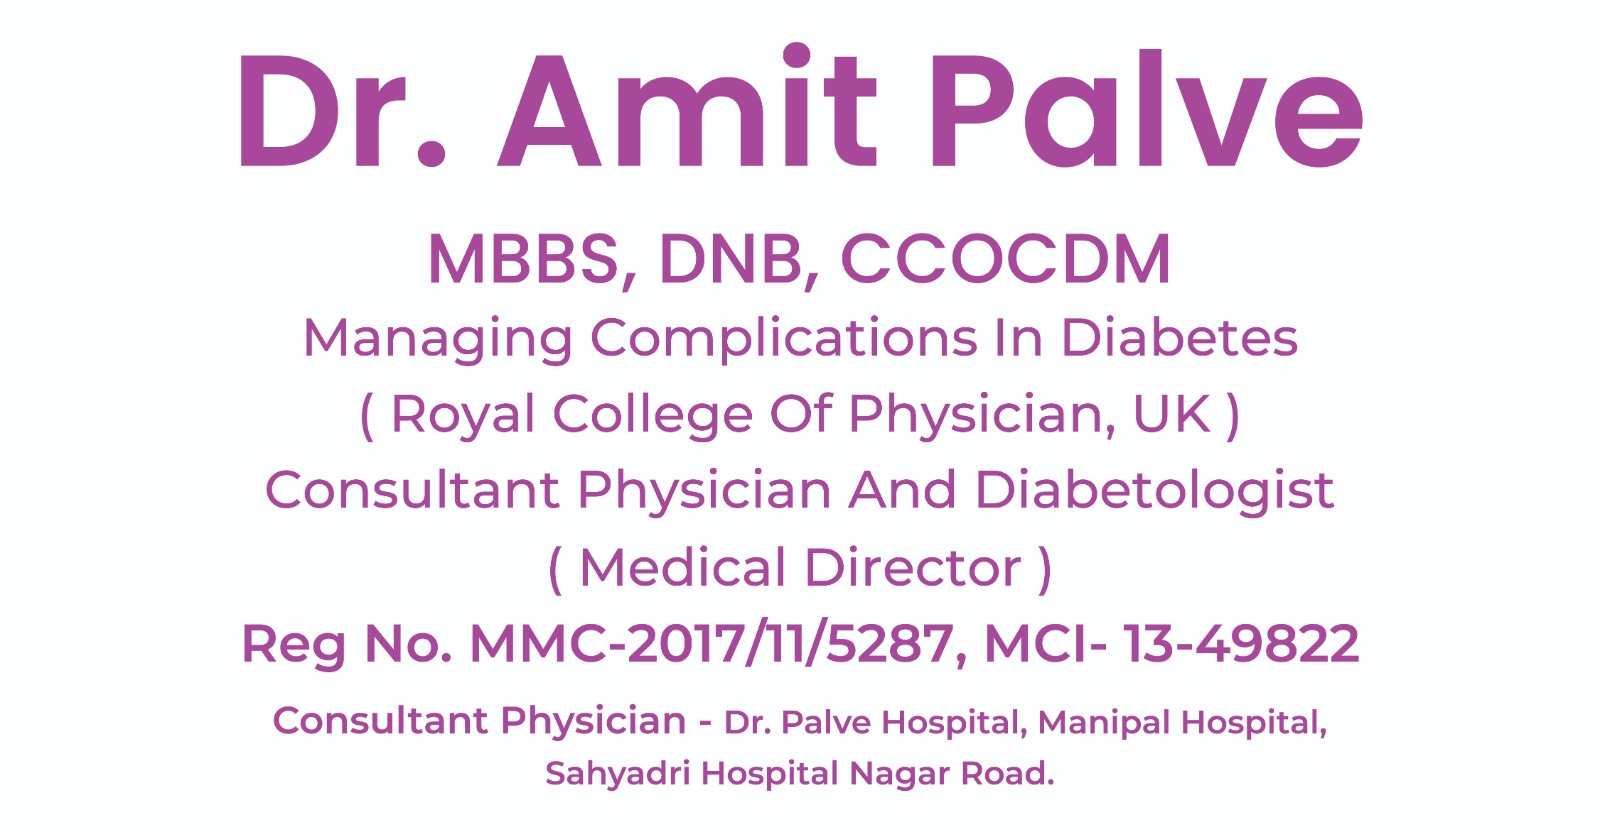 Dr. Amit Palve
MBBS, DNB, CCOCDM
Managing Complications In Diabetes
( Royal College Of Physician, UK )
Consultant Physician And Diabetologist
( Medical Director )
Reg No. MMC-2017/11/5287, MCI- 13-49822
Consultant Physician - Dr. Palve Hospital, Manipal Hospital,
Sahyadri Hospital Nagar Road.